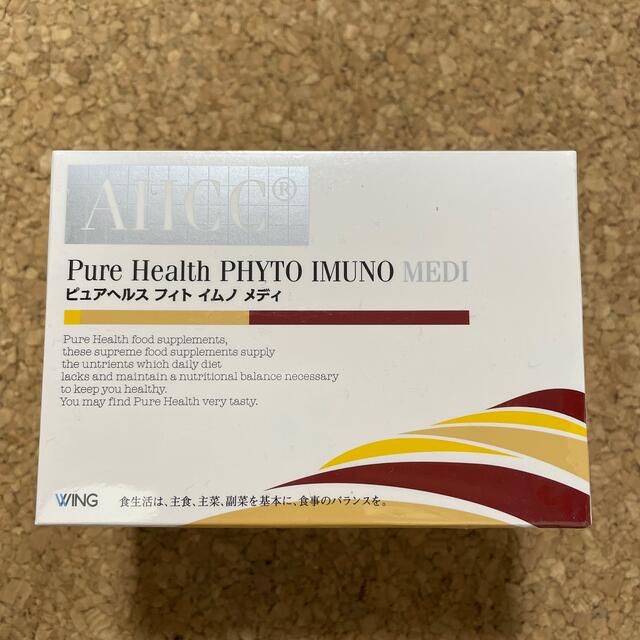 AHCC®
Pure Health PHYTO IMUNO MEDI
ピュアヘルス フィト イムノ メディ
Pure Health food supplements,
these supreme food supplements supply
the untrients which daily diet
lacks and maintain a nutritional balance necessary
to keep you healthy.
You may find Pure Health very tasty.
WING
食生活は、主食、主菜、副菜を基本に、食事のバランスを。